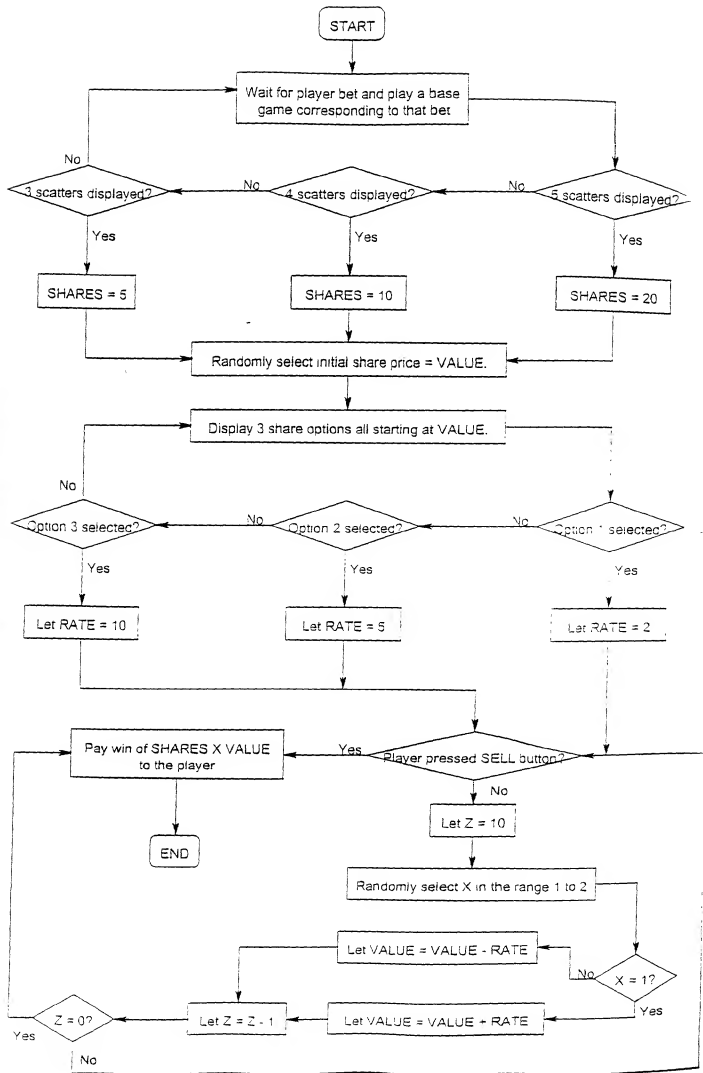 START
Wait for player bet and play a base
game corresponding to that bet
No
3 scatters displayed?
No
4 scatters displayed?
No
5 scatters displayed?
Yes
Yes
Yes
SHARES = 5
SHARES = 10
SHARES = 20
Randomly select initial share price = VALUE.
Display 3 share options all starting at VALUE.
No
Option 3 selected?
No
Option 2 selected?
No
Option 1 selected?
Yes
Yes
Yes
Let RATE = 10
Let RATE = 5
Let RATE = 2
Pay win of SHARES X VALUE
to the player
Yes
Player pressed SELL button?
No
Let Z = 10
END
Randomly select X in the range 1 to 2
Let VALUE = VALUE - RATE
No
X = 1?
Yes
Z = 0?
Let Z = Z - 1
Let VALUE = VALUE + RATE
Yes
No